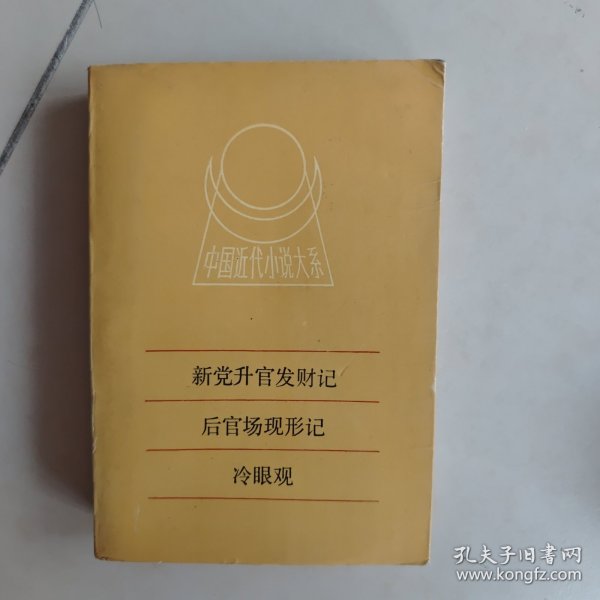 中国近代小说大系
新党升官发财记
后官场现形记
冷眼观
孔夫子旧书网
www.kongfz.com